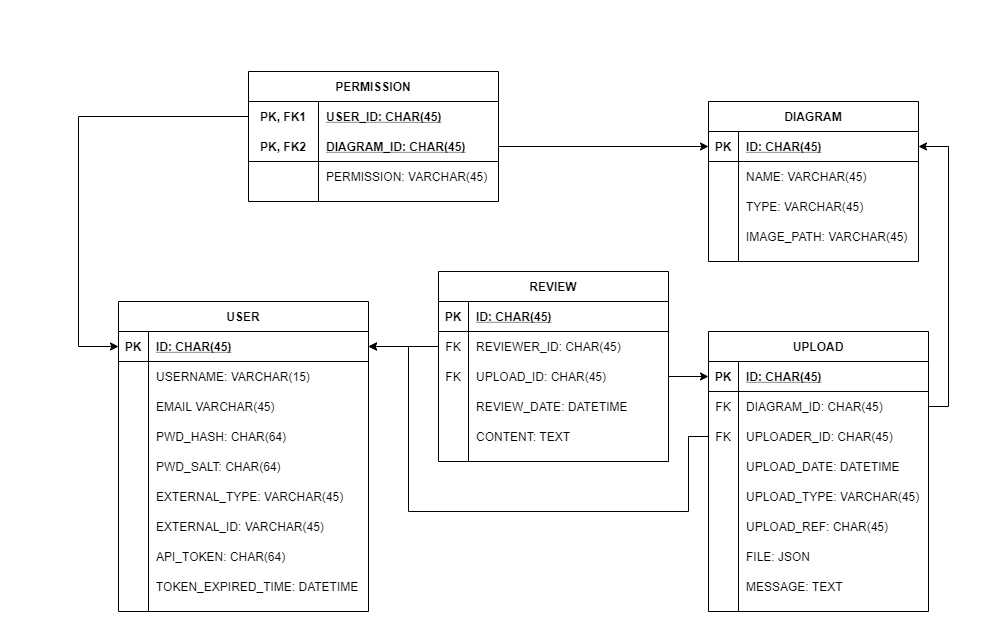 PERMISSION
PK, FK1 USER_ID: CHAR(45)
PK, FK2 DIAGRAM_ID: CHAR(45)
PERMISSION: VARCHAR(45)
DIAGRAM
PK ID: CHAR(45)
NAME: VARCHAR(45)
TYPE: VARCHAR(45)
IMAGE_PATH: VARCHAR(45)
USER
PK ID: CHAR(45)
USERNAME: VARCHAR(15)
EMAIL VARCHAR(45)
PWD_HASH: CHAR(64)
PWD_SALT: CHAR(64)
EXTERNAL_TYPE: VARCHAR(45)
EXTERNAL_ID: VARCHAR(45)
API_TOKEN: CHAR(64)
TOKEN_EXPIRED_TIME: DATETIME
REVIEW
PK ID: CHAR(45)
FK REVIEWER_ID: CHAR(45)
FK UPLOAD_ID: CHAR(45)
REVIEW_DATE: DATETIME
CONTENT: TEXT
UPLOAD
PK ID: CHAR(45)
FK DIAGRAM_ID: CHAR(45)
FK UPLOADER_ID: CHAR(45)
UPLOAD_DATE: DATETIME
UPLOAD_TYPE: VARCHAR(45)
UPLOAD_REF: CHAR(45)
FILE: JSON
MESSAGE: TEXT